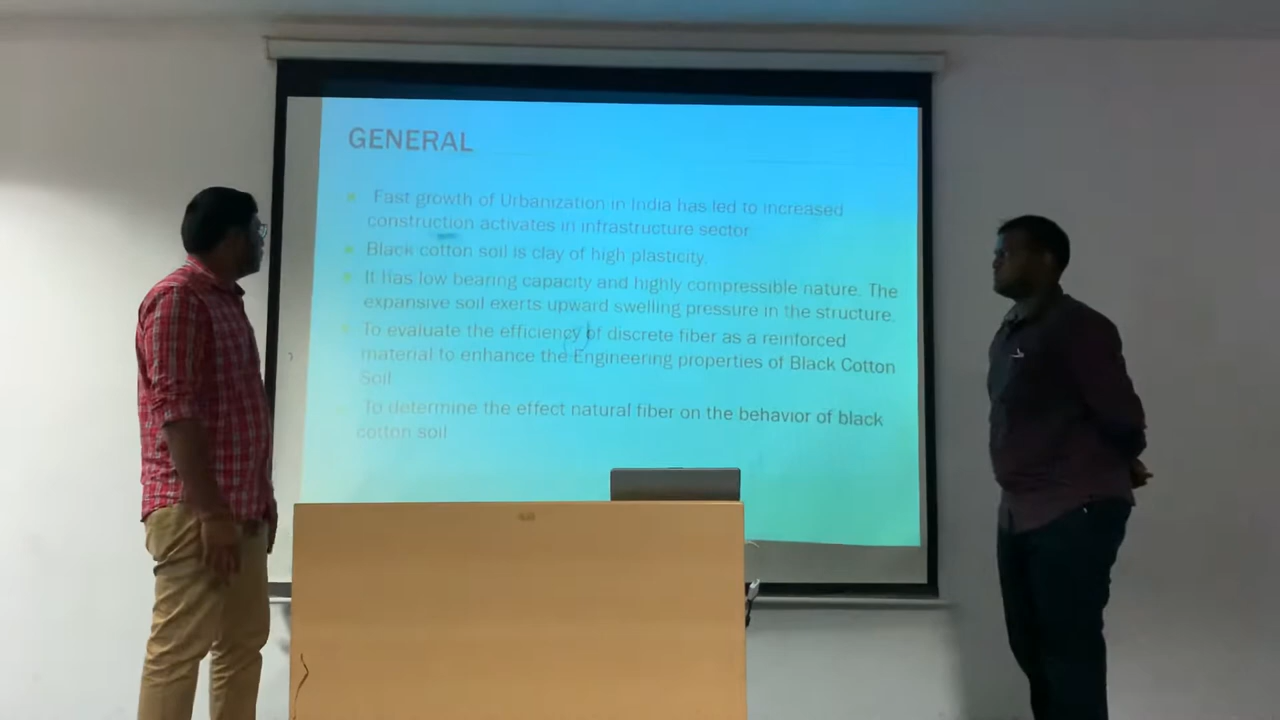 GENERAL
Fast growth of Urbanization in India has led to increased
construction activates in infrastructure sector
Black cotton soil is clay of high plasticity.
It has low bearing capacity and highly compressible nature. The
expansive soil exerts upward swelling pressure in the structure.
To evaluate the efficiency of discrete fiber as a reinforced
material to enhance the Engineering properties of Black Cotton
Soil
To determine the effect natural fiber on the behavior of black
cotton soil